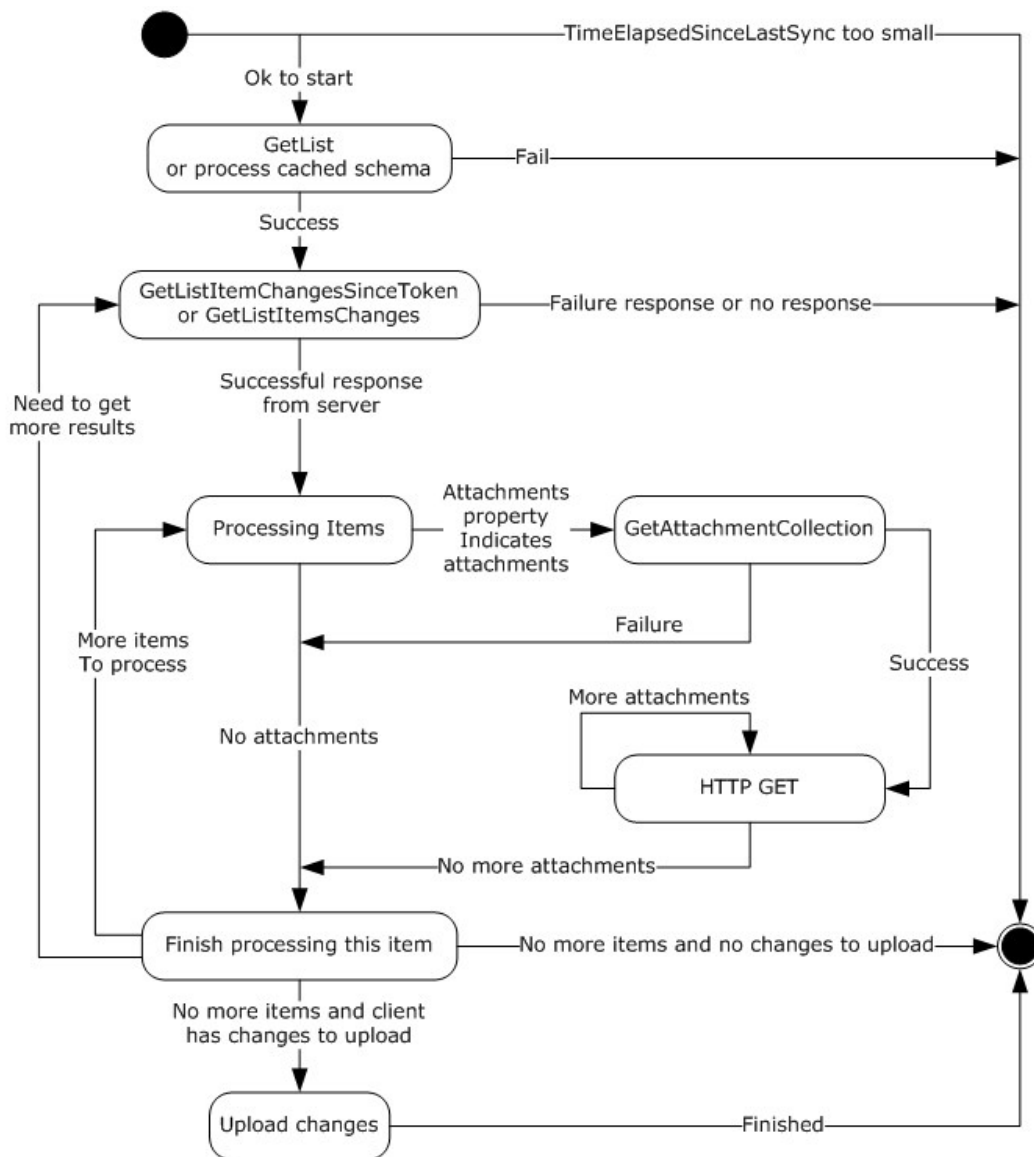 TimeElapsedSinceLastSync too small
Ok to start
GetList
or process cached schema
Fail
Success
GetListItemChangesSinceToken
or GetListItemsChanges
Failure response or no response
Successful response
from server
Need to get
more results
Processing Items
Attachments
property
Indicates
attachments
GetAttachmentCollection
Failure
More items
To process
Success
More attachments
No attachments
HTTP GET
No more attachments
Finish processing this item
No more items and no changes to upload
No more items and client
has changes to upload
Upload changes
Finished